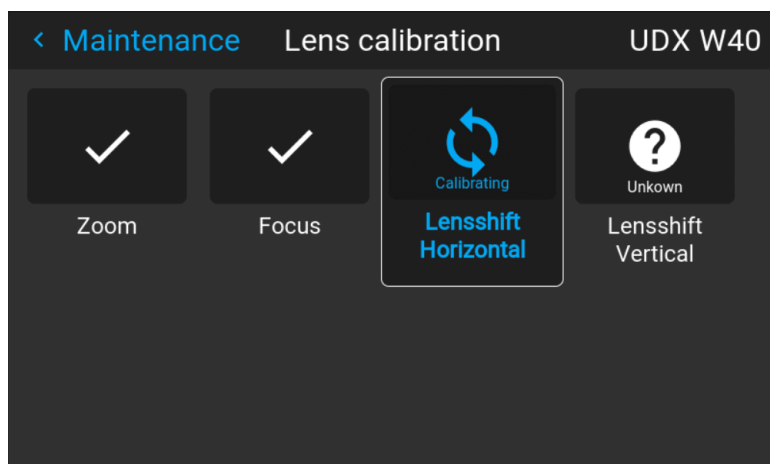 Maintenance Lens calibration UDX W40
Calibrating
Unkown
Zoom
Focus
Lensshift
Horizontal
Lensshift
Vertical